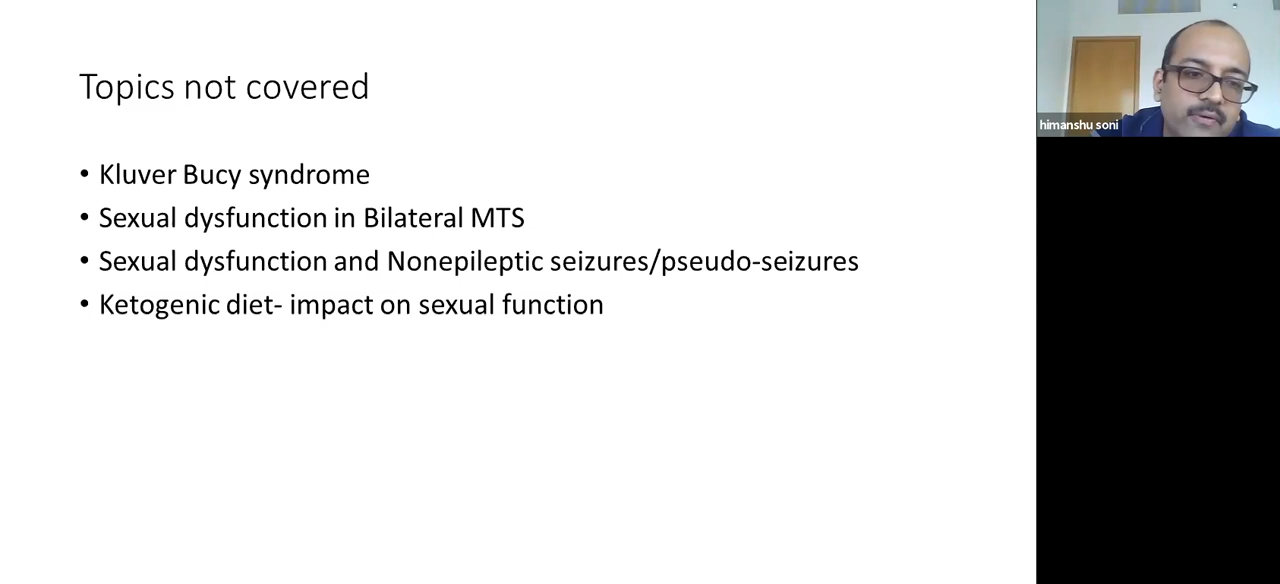 Topics not covered
• Kluver Bucy syndrome
• Sexual dysfunction in Bilateral MTS
• Sexual dysfunction and Nonepileptic seizures/pseudo-seizures
• Ketogenic diet- impact on sexual function
himanshu soni